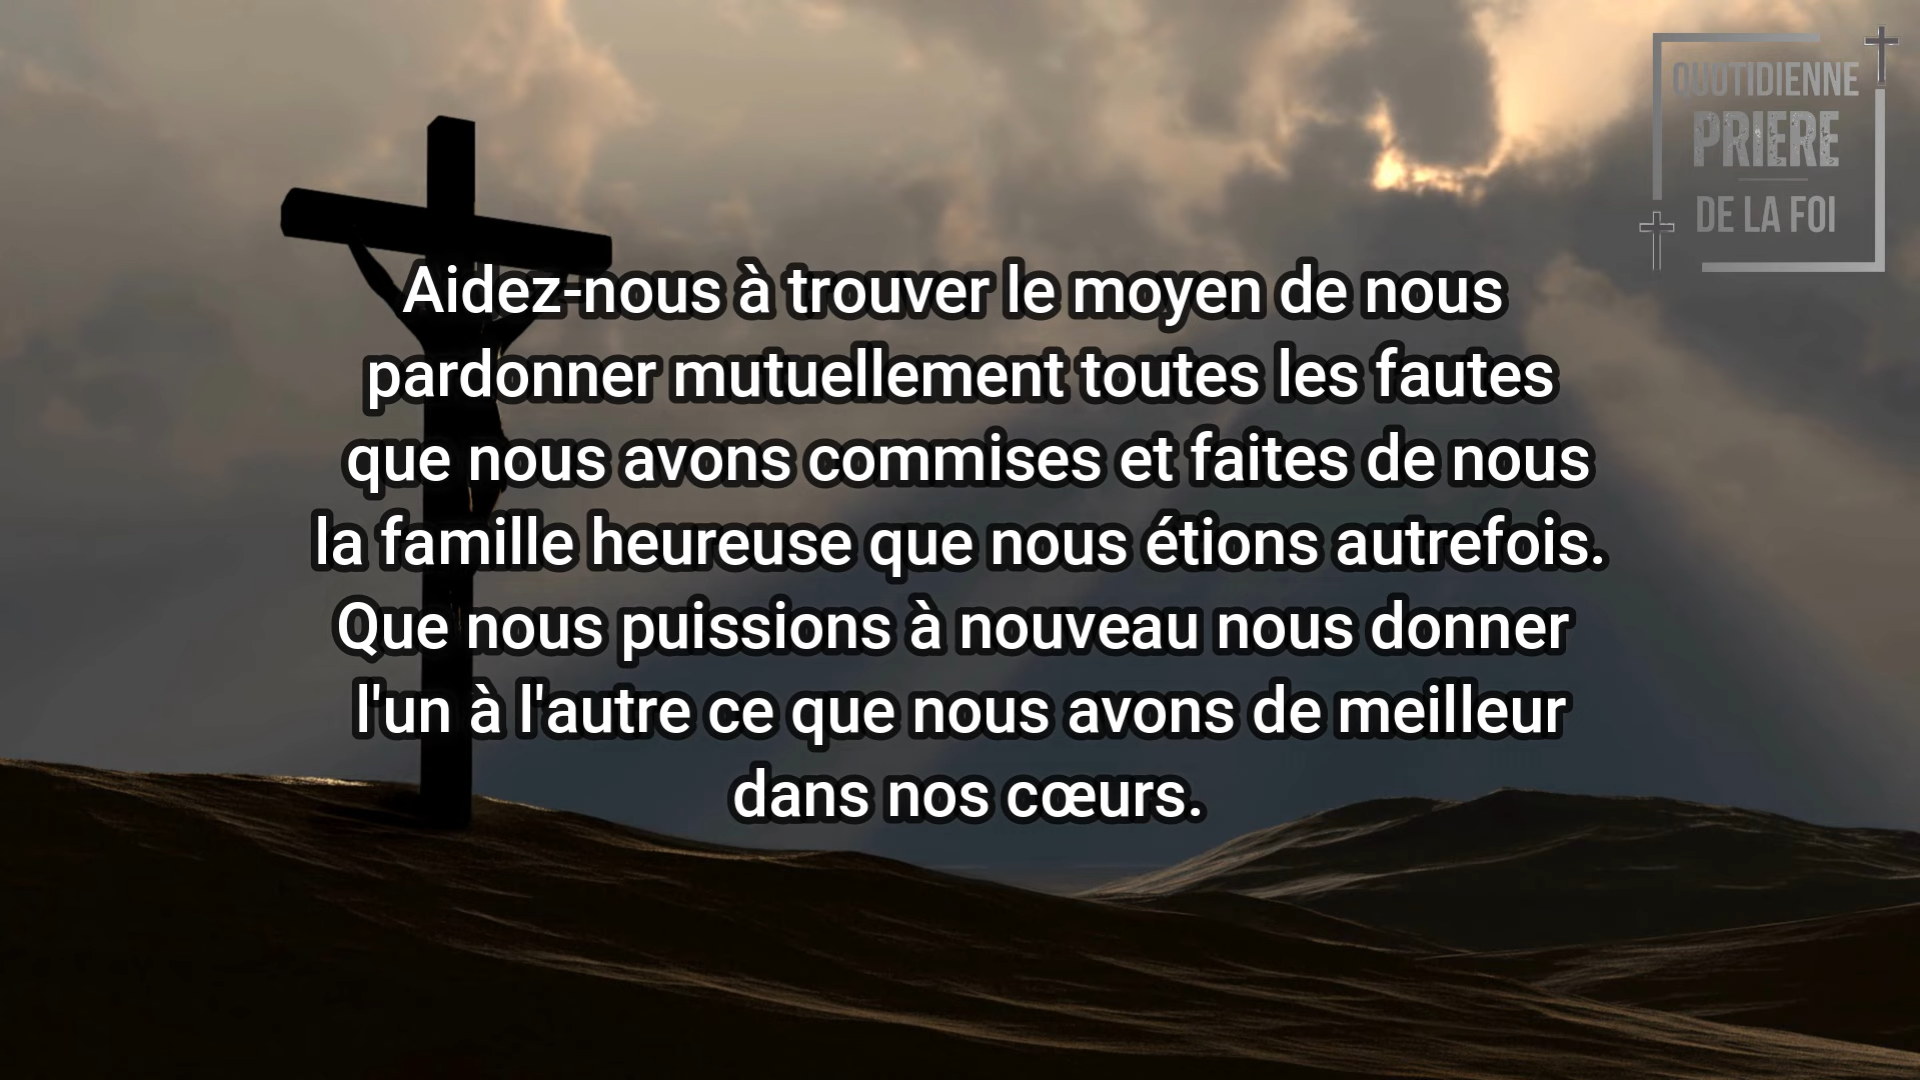 QUOTIDIENNE
PRIERE
DE LA FOI
Aidez-nous à trouver le moyen de nous
pardonner mutuellement toutes les fautes
que nous avons commises et faites de nous
la famille heureuse que nous étions autrefois.
Que nous puissions à nouveau nous donner
l'un à l'autre ce que nous avons de meilleur
dans nos cœurs.